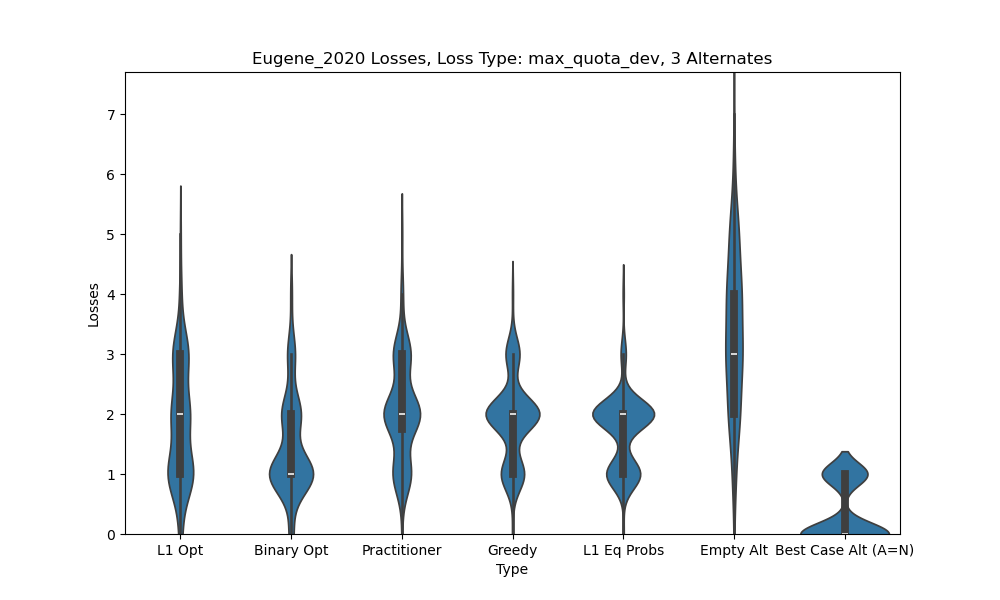 Eugene_2020 Losses, Loss Type: max_quota_dev, 3 Alternates
7
6
5
4
3
2
1
0
Losses
L1 Opt
Binary Opt
Practitioner
Greedy
L1 Eq Probs
Empty Alt
Best Case Alt (A=N)
Type